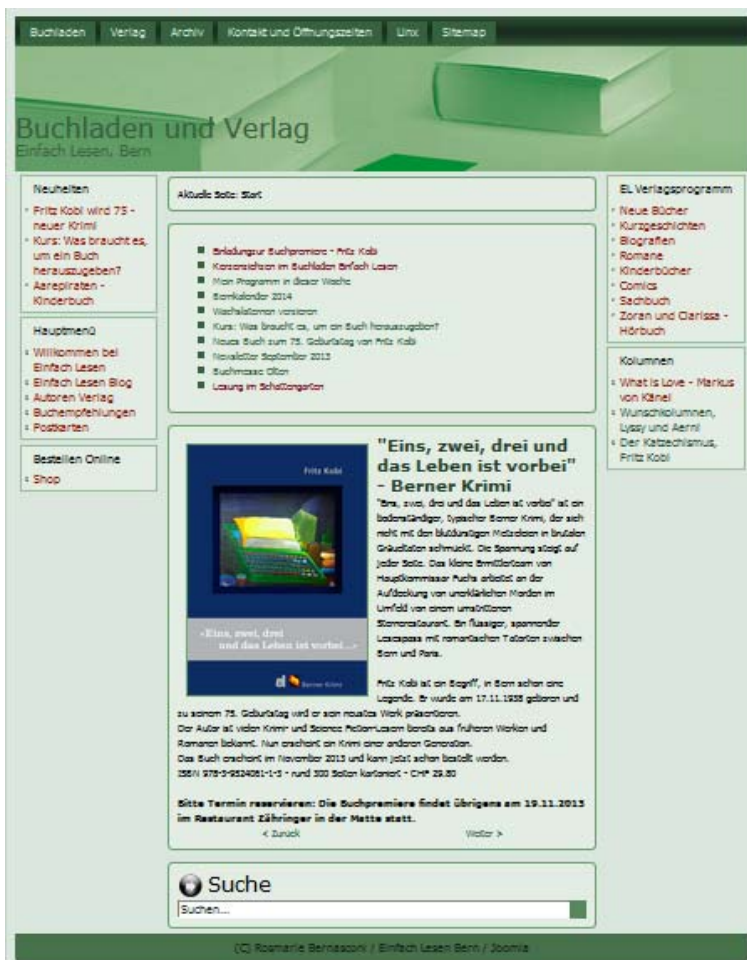 Buchladen Verlag Archiv Kontakt und Öffnungszeiten Linx Sitemap
Buchladen und Verlag
Einfach Lesen, Bern
Neuheiten
Fritz Kobi wird 75 -
neuer Krimi
Kurs: Was braucht es,
um ein Buch
herauszugeben?
Aarepiraten -
Kinderbuch
Hauptmenü
Willkommen bei
Einfach Lesen
Einfach Lesen Blog
Autoren Verlag
Buchempfehlungen
Postkarten
Bestellen Online
Shop
Aktuelle Seite: Start
Einladung zur Buchpremiere - Fritz Kobi
Kerzenziehen im Buchladen Einfach Lesen
Mein Programm in dieser Woche
Bernkalender 2014
Wachslaternen verzieren
Kurs: Was braucht es, um ein Buch herauszugeben?
Neues Buch zum 75. Geburtstag von Fritz Kobi
Newsletter September 2013
Buchmesse Olten
Lesung im Schattengarten
Fritz Kobi
«Eins, zwei, drei
und das Leben ist vorbei...»
Berner Krimi
"Eins, zwei, drei und
das Leben ist vorbei"
- Berner Krimi
"Eins, zwei, drei und das Leben ist vorbei" ist ein
bodenständiger, typischer Berner Krimi, der sich
nicht mit den blutdürstigen Metzeleien in brutalen
Gräueltaten schmückt. Die Spannung steigt auf
jeder Seite. Das kleine Ermittlerteam von
Hauptkommissar Fuchs arbeitet an der
Aufdeckung von unerklärlichen Morden im
Umfeld von einem umstrittenen
Sternerestaurant. Ein flüssiger, spannender
Lesespass mit romantischen Tatorten zwischen
Bern und Paris.
Fritz Kobi ist ein Begriff, in Bern schon eine
Legende. Er wurde am 17.11.1938 geboren und
zu seinem 75. Geburtstag wird er sein neustes Werk präsentieren.
Der Autor ist vielen Krimi- und Science Fiction-Lesern bereits aus früheren Werken und
Romanen bekannt. Nun erscheint ein Krimi einer anderen Generation.
Das Buch erscheint im November 2013 und kann jetzt schon bestellt werden.
ISBN 978-3-9524061-1-3 - rund 300 Seiten kartoniert - CHF 29.80
Bitte Termin reservieren: Die Buchpremiere findet übrigens am 19.11.2013
im Restaurant Zähringer in der Matte statt.
< Zurück Weiter >
Suche
Suchen...
EL Verlagsprogramm
Neue Bücher
Kurzgeschichten
Biografien
Romane
Kinderbücher
Comics
Sachbuch
Zoran und Clarissa -
Hörbuch
Kolumnen
What is Love - Markus
von Känel
Wunschkolumnen,
Lyssy und Aerni
Der Katzechismus,
Fritz Kobi
(C) Rosmarie Bernasconi / Einfach Lesen Bern / Joomla